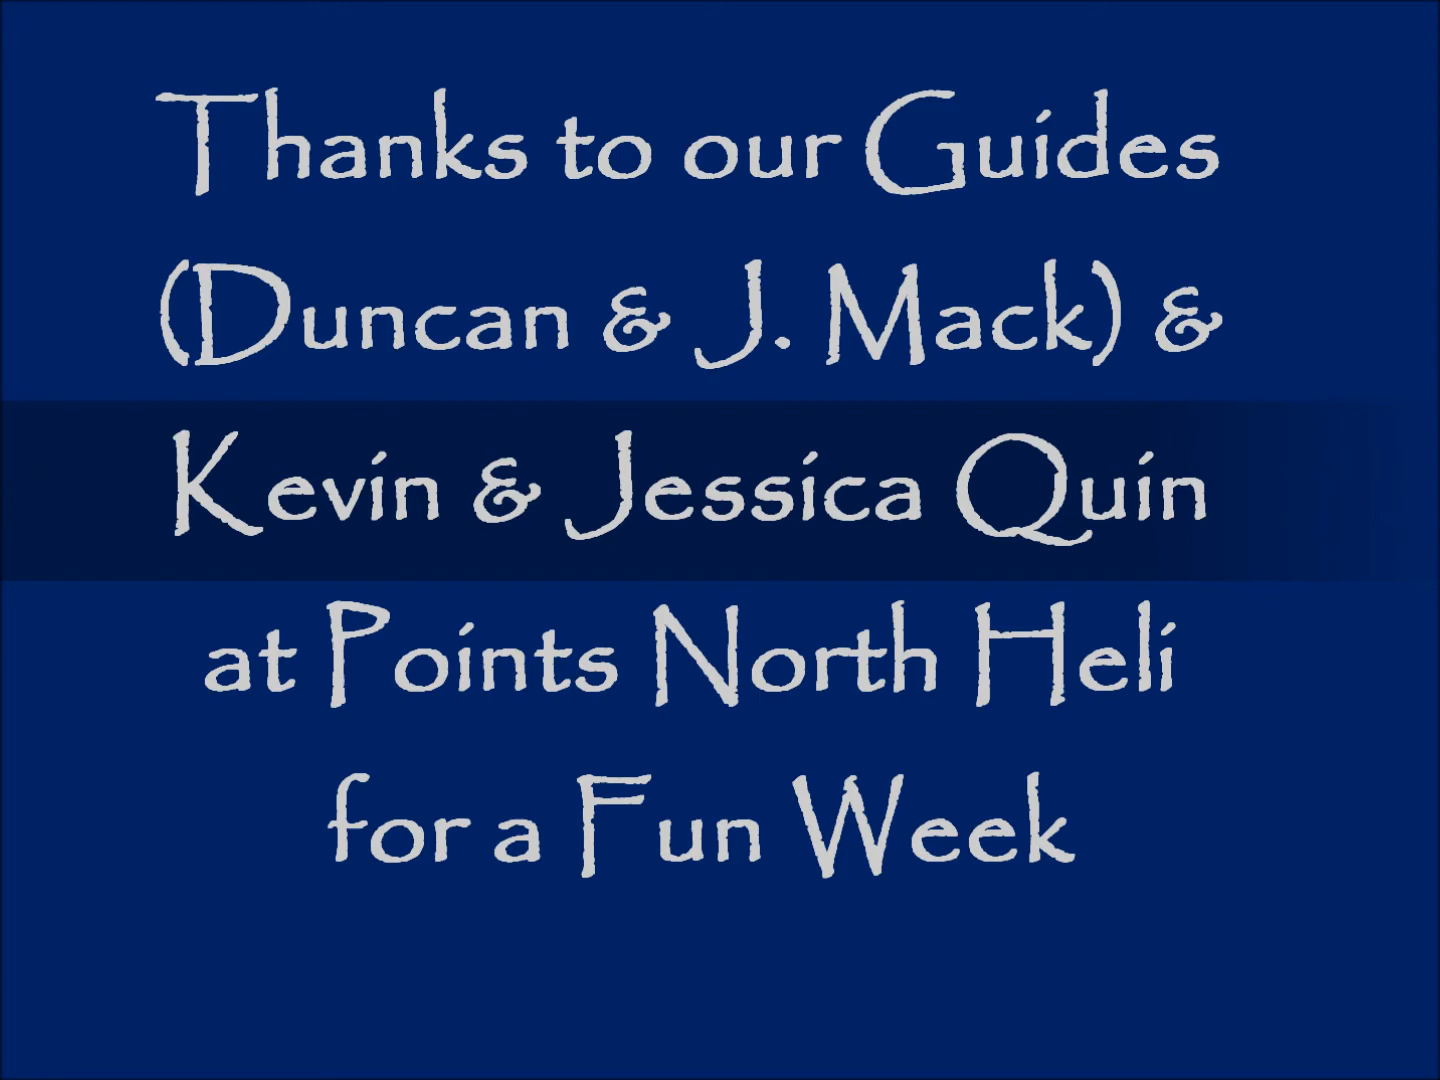 Thanks to our Guides
(Duncan & J. Mack) &
Kevin & Jessica Quin
at Points North Heli
for a Fun Week